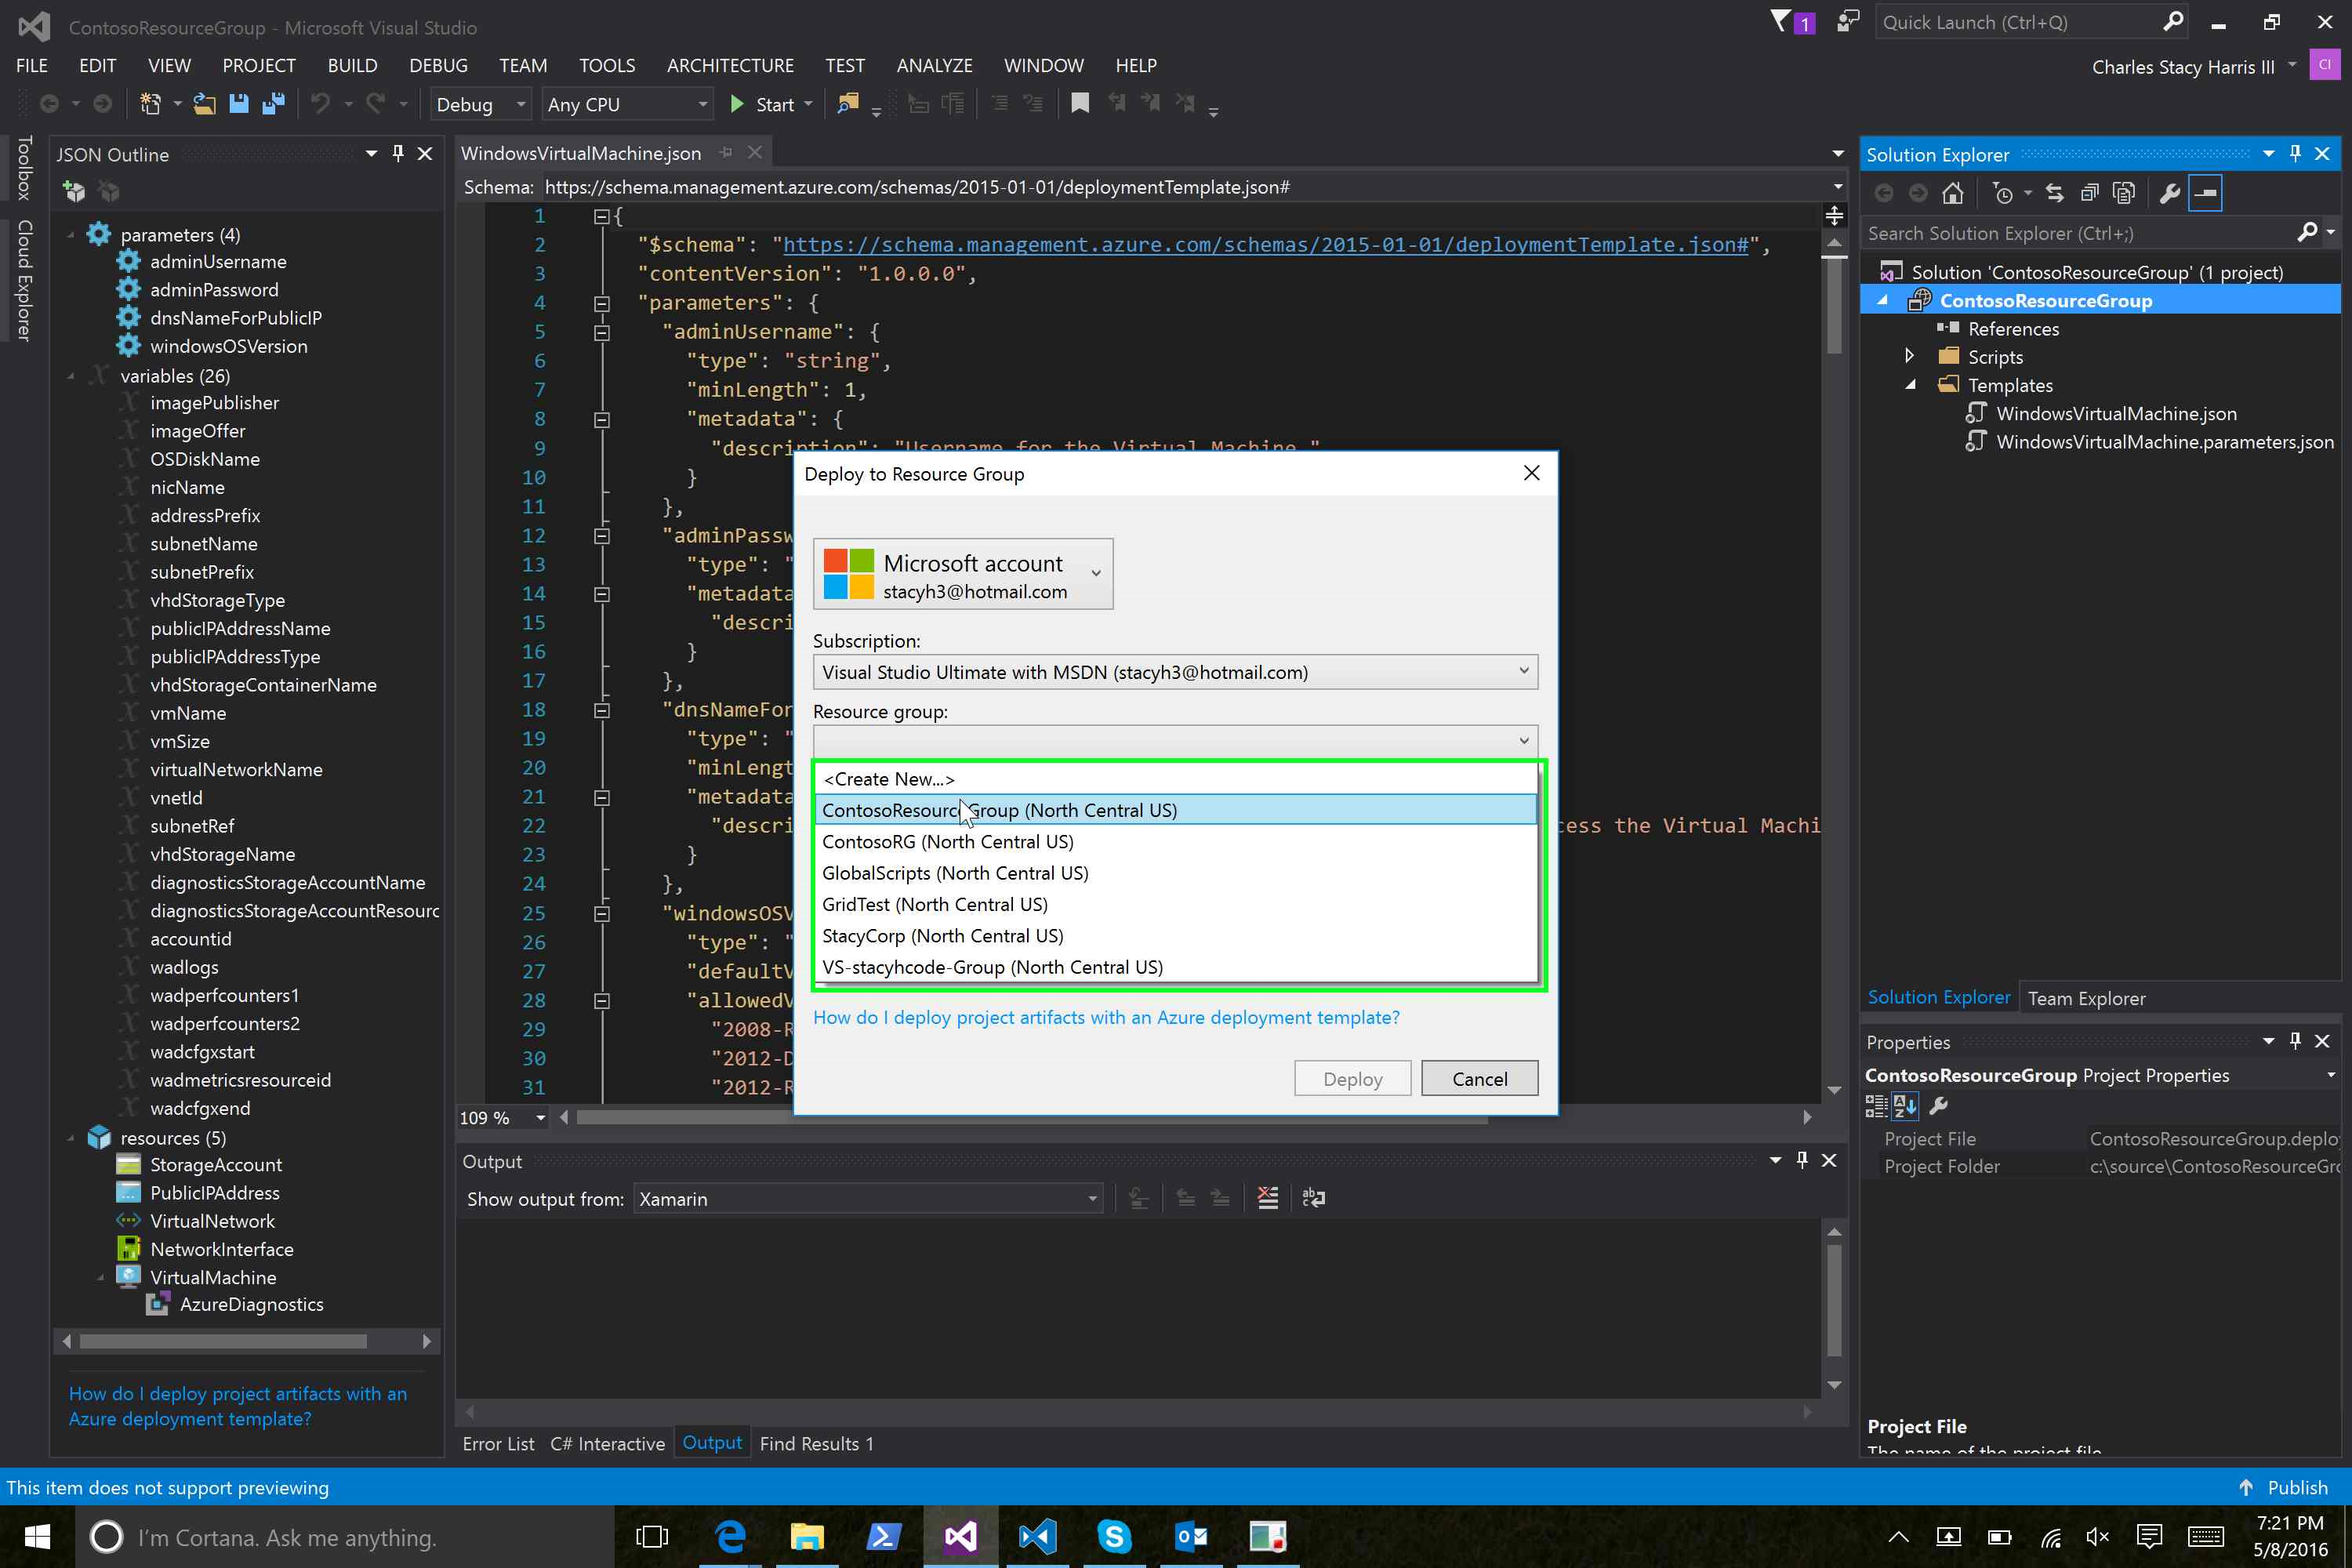 ContosoResourceGroup - Microsoft Visual Studio
1
Quick Launch (Ctrl+Q)
FILE EDIT VIEW PROJECT BUILD DEBUG TEAM TOOLS ARCHITECTURE TEST ANALYZE WINDOW HELP
Charles Stacy Harris III
CI
Debug
Any CPU
Start
Toolbox
Cloud Explorer
JSON Outline
parameters (4)
adminUsername
adminPassword
dnsNameForPublicIP
windowsOSVersion
variables (26)
imagePublisher
imageOffer
OSDiskName
nicName
addressPrefix
subnetName
subnetPrefix
vhdStorageType
publicIPAddressName
publicIPAddressType
vhdStorageContainerName
vmName
vmSize
virtualNetworkName
vnetId
subnetRef
vhdStorageName
diagnosticsStorageAccountName
diagnosticsStorageAccountResourc
accountid
wadlogs
wadperfcounters1
wadperfcounters2
wadcfgxstart
wadmetricsresourceid
wadcfgxend
resources (5)
StorageAccount
PublicIPAddress
VirtualNetwork
NetworkInterface
VirtualMachine
AzureDiagnostics
How do I deploy project artifacts with an
Azure deployment template?
WindowsVirtualMachine.json
Schema: https://schema.management.azure.com/schemas/2015-01-01/deploymentTemplate.json#
1 {
2 "$schema": "https://schema.management.azure.com/schemas/2015-01-01/deploymentTemplate.json#",
3 "contentVersion": "1.0.0.0",
4 "parameters": {
5 "adminUsername": {
6 "type": "string",
7 "minLength": 1,
8 "metadata": {
9 "description": "Username for the Virtual Machine."
10 }
11 },
12 "adminPassw
13 "type": "
14 "metadata
15 "descri
16 }
17 },
18 "dnsNameFor
19 "type": "
20 "minLengt
21 "metadata
22 "descri cess the Virtual Machi
23 }
24 },
25 "windowsOSV
26 "type": "
27 "defaultV
28 "allowedV
29 "2008-R
30 "2012-D
31 "2012-R
109 %
Deploy to Resource Group
Microsoft account
stacyh3@hotmail.com
Subscription:
Visual Studio Ultimate with MSDN (stacyh3@hotmail.com)
Resource group:
<Create New...>
ContosoResourceGroup (North Central US)
ContosoRG (North Central US)
GlobalScripts (North Central US)
GridTest (North Central US)
StacyCorp (North Central US)
VS-stacyhcode-Group (North Central US)
How do I deploy project artifacts with an Azure deployment template?
Deploy
Cancel
Output
Show output from: Xamarin
Error List C# Interactive Output Find Results 1
Solution Explorer
Search Solution Explorer (Ctrl+;)
Solution 'ContosoResourceGroup' (1 project)
ContosoResourceGroup
References
Scripts
Templates
WindowsVirtualMachine.json
WindowsVirtualMachine.parameters.json
Solution Explorer Team Explorer
Properties
ContosoResourceGroup Project Properties
Project File ContosoResourceGroup.deplo
Project Folder c:\source\ContosoResourceGro
Project File
The name of the project file
This item does not support previewing
Publish
I'm Cortana. Ask me anything.
7:21 PM
5/8/2016